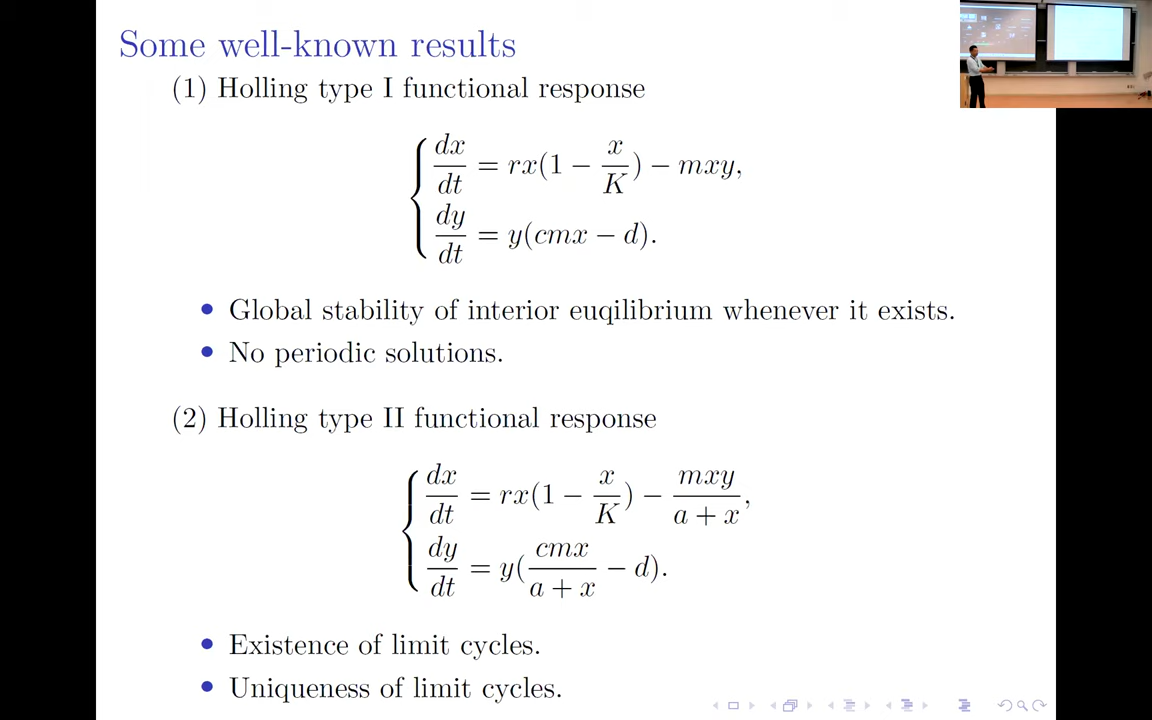 Some well-known results
(1) Holling type I functional response
dx/dt = rx(1 − x/K) − mxy,
dy/dt = y(cmx − d).
• Global stability of interior euqilibrium whenever it exists.
• No periodic solutions.
(2) Holling type II functional response
dx/dt = rx(1 − x/K) − mxy/(a + x),
dy/dt = y(cmx/(a + x) − d).
• Existence of limit cycles.
• Uniqueness of limit cycles.